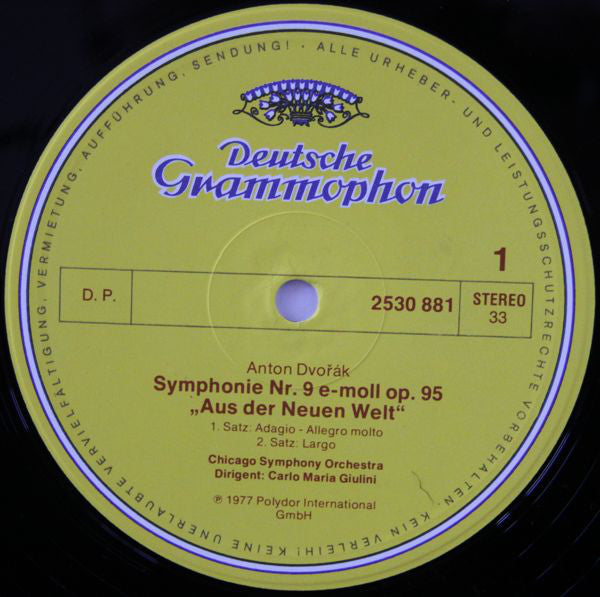 ALLE URHEBER- UND LEISTUNGSSCHUTZRECHTE VORBEHALTEN. KEIN VERLEIH! KEINE UNERLAUBTE VERVIELFÄLTIGUNG, VERMIETUNG, AUFFÜHRUNG, SENDUNG! ·
Deutsche
Grammophon
1
D. P.
2530 881
STEREO
33
Anton Dvořák
Symphonie Nr. 9 e-moll op. 95
„Aus der Neuen Welt“
1. Satz: Adagio - Allegro molto
2. Satz: Largo
Chicago Symphony Orchestra
Dirigent: Carlo Maria Giulini
℗ 1977 Polydor International
GmbH